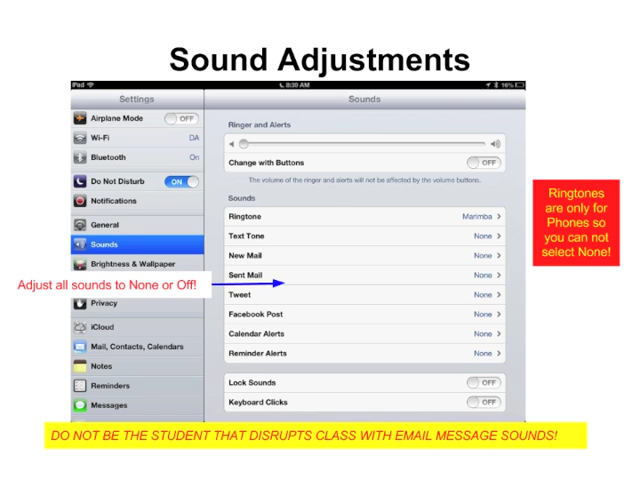 Sound Adjustments
iPad 8:30 AM 16%
Settings Sounds
Airplane Mode OFF
Wi-Fi DA
Bluetooth On
Do Not Disturb ON
Notifications
General
Sounds
Brightness & Wallpaper
Privacy
iCloud
Mail, Contacts, Calendars
Notes
Reminders
Messages
Ringer and Alerts
Change with Buttons OFF
The volume of the ringer and alerts will not be affected by the volume buttons.
Sounds
Ringtone Marimba
Text Tone None
New Mail None
Sent Mail None
Tweet None
Facebook Post None
Calendar Alerts None
Reminder Alerts None
Lock Sounds OFF
Keyboard Clicks OFF
Adjust all sounds to None or Off!
Ringtones
are only for
Phones so
you can not
select None!
DO NOT BE THE STUDENT THAT DISRUPTS CLASS WITH EMAIL MESSAGE SOUNDS!